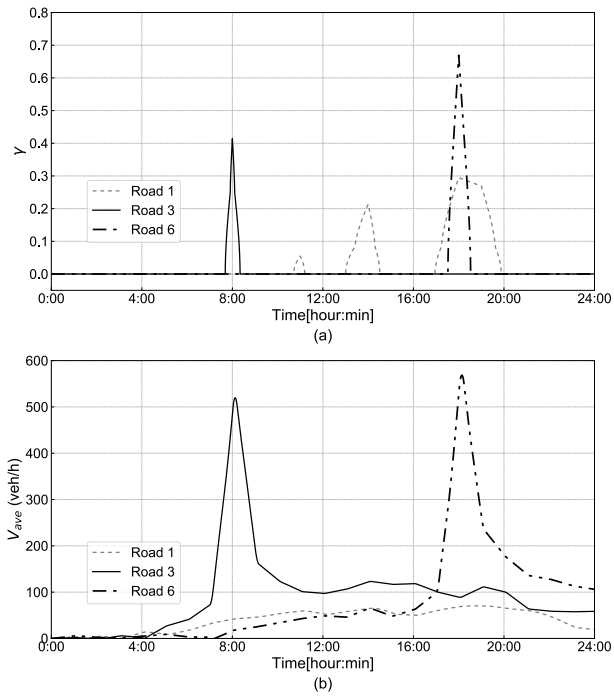 0.8
0.7
0.6
0.5
0.4
0.3
0.2
0.1
0.0
γ
Road 1
Road 3
Road 6
0:00 4:00 8:00 12:00 16:00 20:00 24:00
Time[hour:min]
(a)
600
500
400
300
200
100
0
V_ave (veh/h)
Road 1
Road 3
Road 6
0:00 4:00 8:00 12:00 16:00 20:00 24:00
Time[hour:min]
(b)